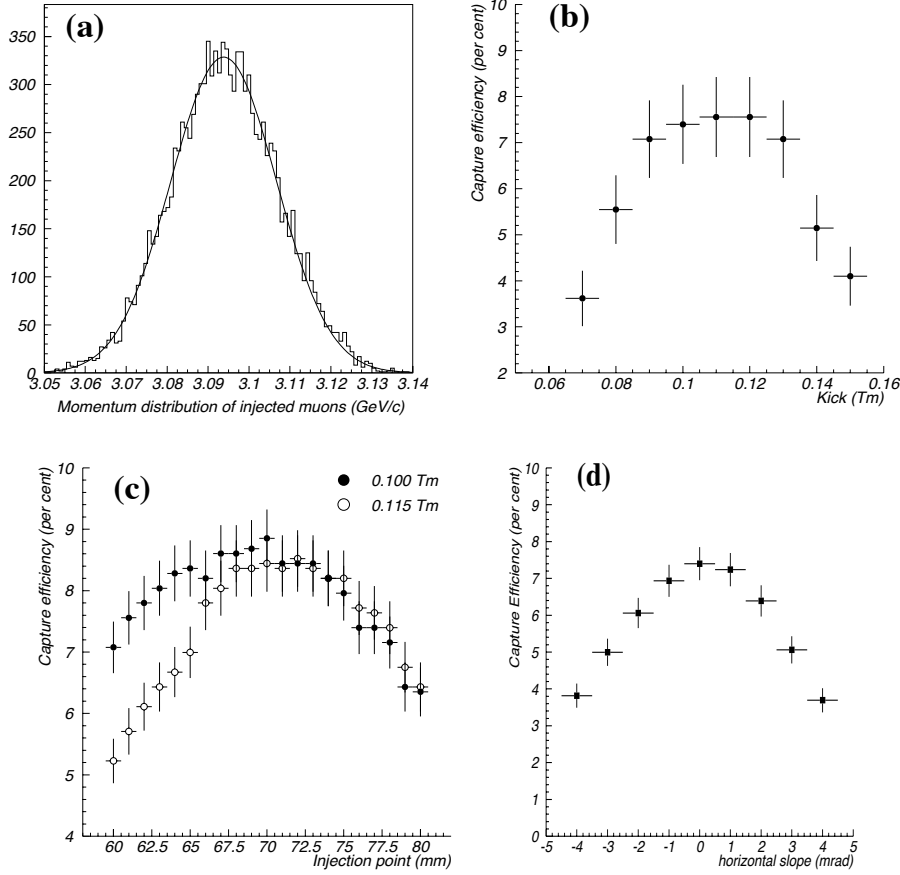 (a)
350
300
250
200
150
100
50
0
3.05 3.06 3.07 3.08 3.09 3.10 3.11 3.12 3.13 3.14
Momentum distribution of injected muons (GeV/c)
(b)
Capture efficiency (per cent)
10
9
8
7
6
5
4
3
2
0.06 0.08 0.1 0.12 0.14 0.16
Kick (Tm)
(c)
0.100 Tm
0.115 Tm
Capture efficiency (per cent)
10
9
8
7
6
5
4
60 62.5 65 67.5 70 72.5 75 77.5 80
Injection point (mm)
(d)
Capture Efficiency (per cent)
10
9
8
7
6
5
4
3
2
1
0
-5 -4 -3 -2 -1 0 1 2 3 4 5
horizontal slope (mrad)